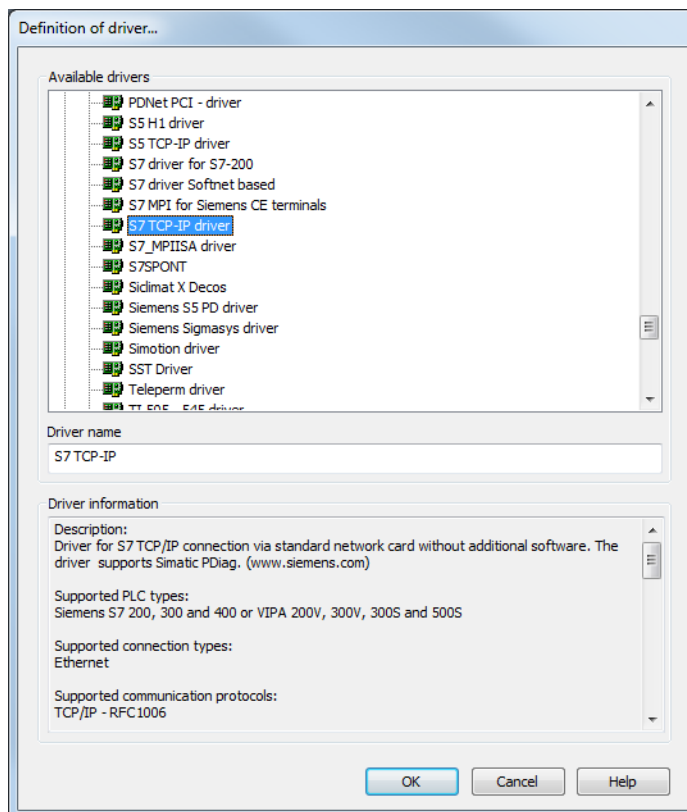 Definition of driver...
Available drivers
PDNet PCI - driver
S5 H1 driver
S5 TCP-IP driver
S7 driver for S7-200
S7 driver Softnet based
S7 MPI for Siemens CE terminals
S7 TCP-IP driver
S7_MPIISA driver
S7SPONT
Siclimat X Decos
Siemens S5 PD driver
Siemens Sigmasys driver
Simotion driver
SST Driver
Teleperm driver
TI 505 - 545 driver
Driver name
S7 TCP-IP
Driver information
Description:
Driver for S7 TCP/IP connection via standard network card without additional software. The
driver  supports Simatic PDiag. (www.siemens.com)
Supported PLC types:
Siemens S7 200, 300 and 400 or VIPA 200V, 300V, 300S and 500S
Supported connection types:
Ethernet
Supported communication protocols:
TCP/IP - RFC1006
OK
Cancel
Help